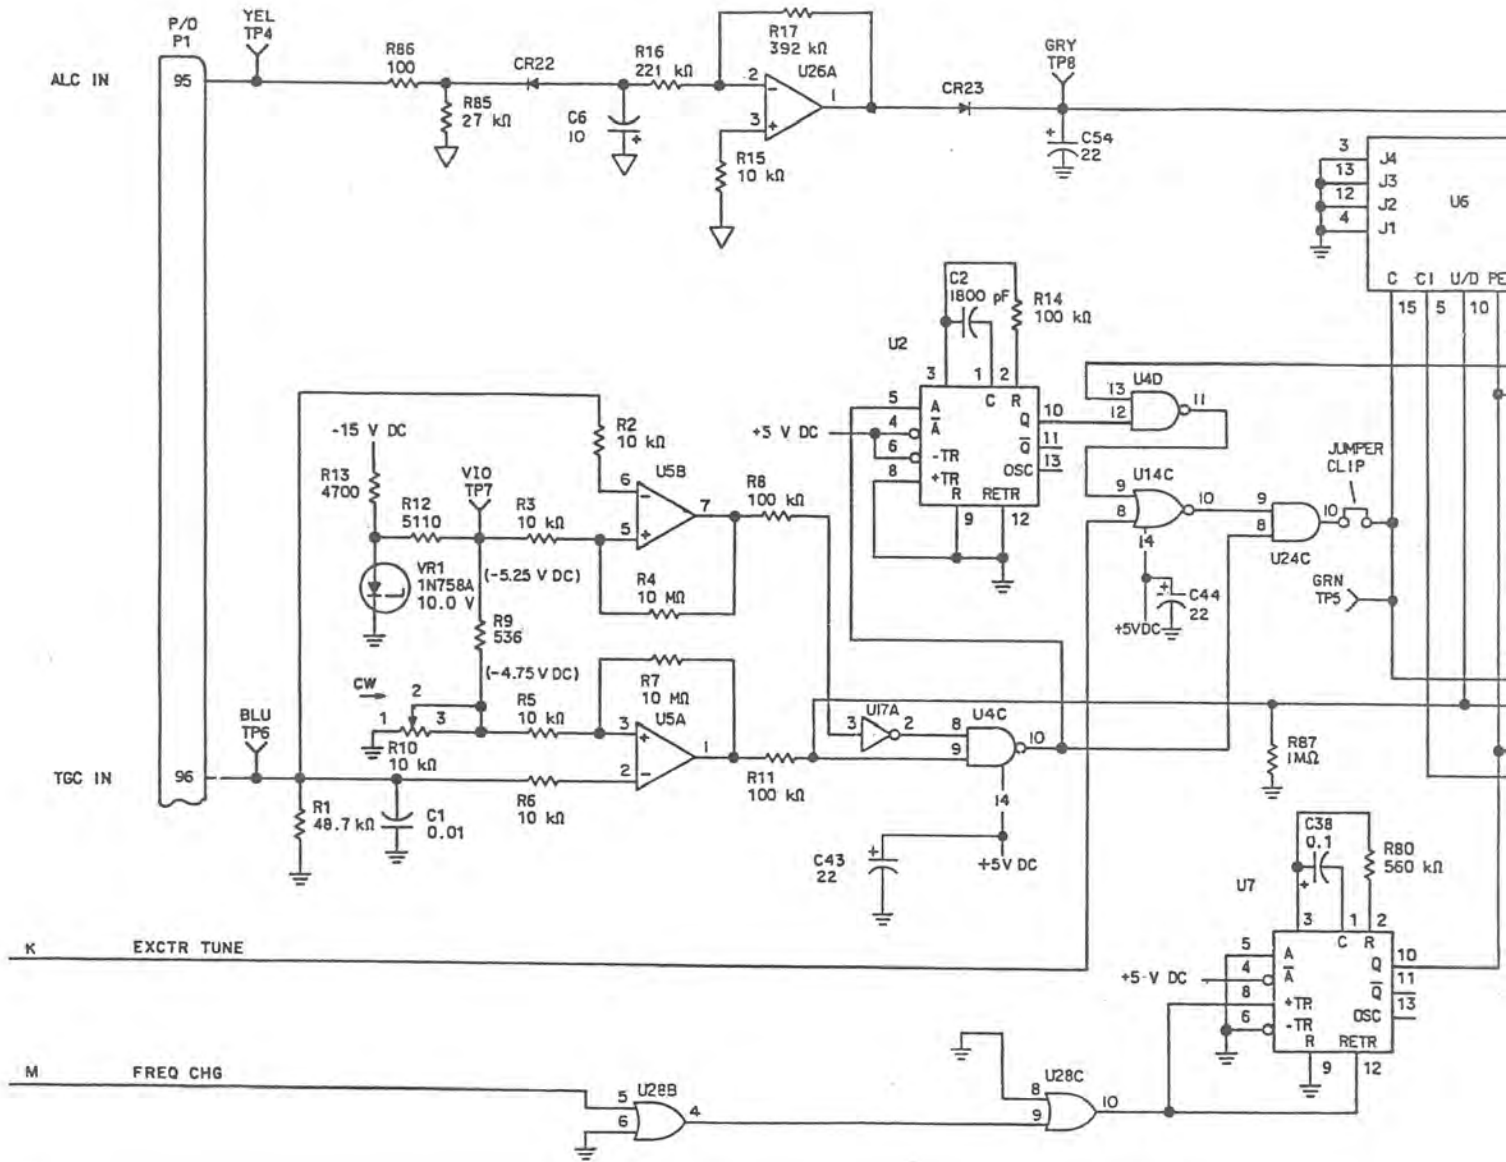 P/O
P1
YEL
TP4
ALC IN
95
R86
100
R85
27 kΩ
CR22
C6
10
R16
221 kΩ
R17
392 kΩ
U26A
2
3
1
R15
10 kΩ
CR23
GRY
TP8
C54
22
3
13
12
4
J4
J3
J2
J1
U6
C
CI
U/D
PE
15
5
10
C2
1800 pF
R14
100 kΩ
U2
3
1
2
C
R
5
4
6
8
A
A
-TR
+TR
Q
Q
OSC
10
11
13
R
RETR
9
12
+5 V DC
U4D
13
12
11
U14C
9
8
10
14
C44
22
+5VDC
9
8
10
U24C
JUMPER
CLIP
GRN
TP5
-15 V DC
R13
4700
R12
5110
VIO
TP7
R3
10 kΩ
R2
10 kΩ
U5B
6
5
7
R8
100 kΩ
R4
10 MΩ
VR1
1N758A
10.0 V
(-5.25 V DC)
R9
536
(-4.75 V DC)
CW
1
2
3
R10
10 kΩ
R5
10 kΩ
R7
10 MΩ
U5A
3
2
1
R11
100 kΩ
R6
10 kΩ
BLU
TP6
TGC IN
96
R1
48.7 kΩ
C1
0.01
U17A
3
2
U4C
8
9
10
14
+5V DC
C43
22
R87
1MΩ
C38
0.1
R80
560 kΩ
U7
3
1
2
C
R
5
4
8
6
A
A
+TR
-TR
Q
Q
OSC
10
11
13
R
RETR
9
12
+5 V DC
K
EXCTR TUNE
M
FREQ CHG
U28B
5
6
4
U28C
8
9
10